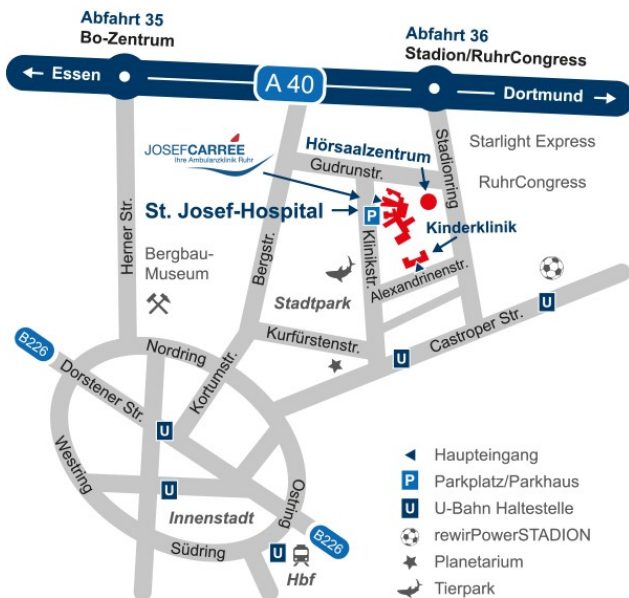 Abfahrt 35
Bo-Zentrum
Abfahrt 36
Stadion/RuhrCongress
Essen
A 40
Dortmund
JOSEFCARRÉE
Ihre Ambulanzklinik Ruhr
Hörsaalzentrum
Gudrunstr.
Stadionring
Starlight Express
RuhrCongress
St. Josef-Hospital
P
Kinderklinik
Herner Str.
Bergbau-
Museum
Bergstr.
Klinikstr.
Alexandrinenstr.
Stadtpark
U
Castroper Str.
Kurfürstenstr.
U
B226
Nordring
Dorstener Str.
Kortumstr.
U
Westring
U
Innenstadt
Ostring
B226
Südring
U
Hbf
Haupteingang
P Parkplatz/Parkhaus
U U-Bahn Haltestelle
rewirPowerSTADION
Planetarium
Tierpark